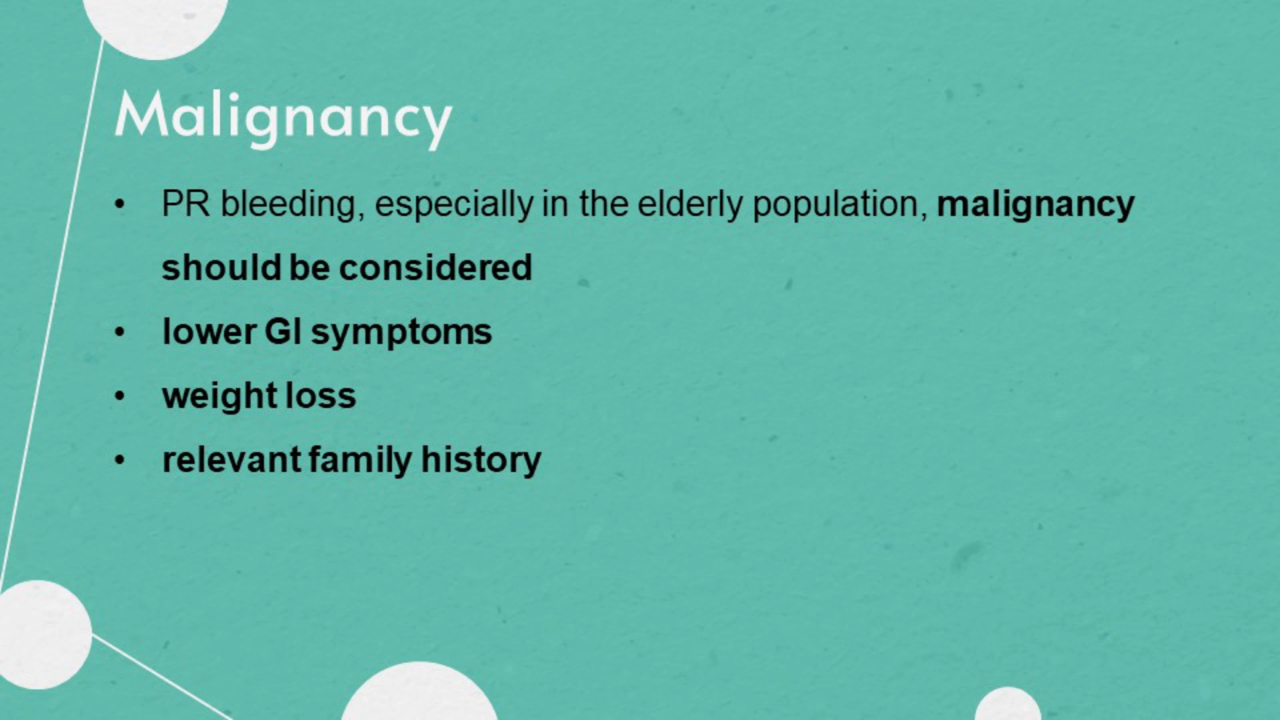 Malignancy
• PR bleeding, especially in the elderly population, malignancy
should be considered
• lower GI symptoms
• weight loss
• relevant family history